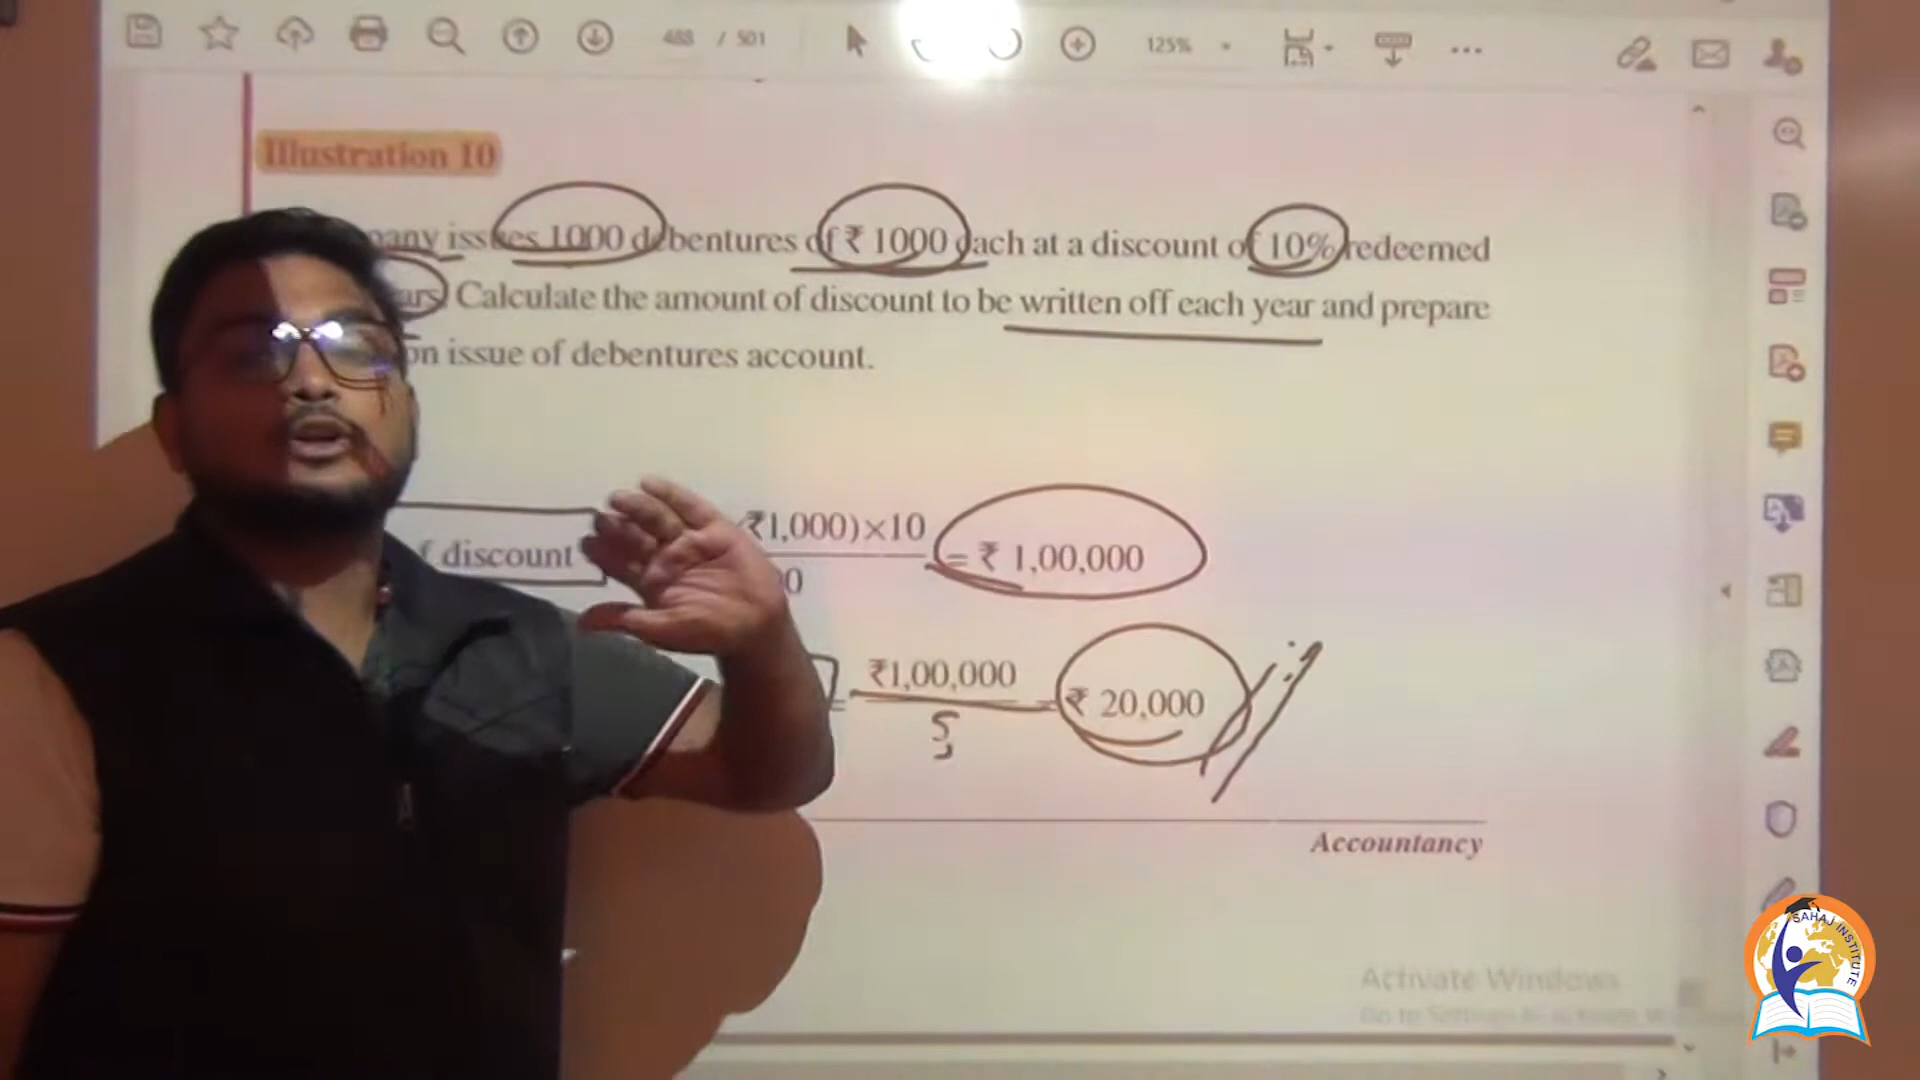 488 / 501
125%
Illustration 10
issues 1000 debentures of ₹ 1000 each at a discount of 10% redeemed
Calculate the amount of discount to be written off each year and prepare
on issue of debentures account.
₹1,000)×10
discount = ₹ 1,00,000
0
₹1,00,000
= = ₹ 20,000
5
Accountancy
SAHAJ INSTITUTE
Activate Windows